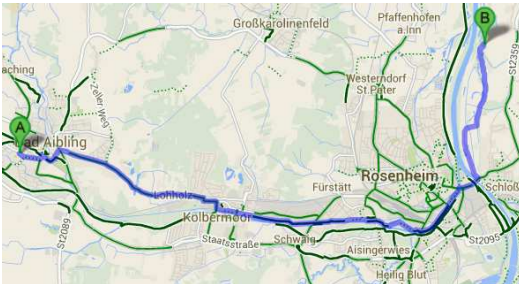 Großkarolinenfeld
Pfaffenhofen
a.Inn
B
St2359
aching
Zeller Weg
Westerndorf
St.Peter
A
Bad Aibling
Rosenheim
Lohholz
Fürstätt
Schloß
Kolbermoor
St2089
Staatsstraße
Schwaig
St2095
Aisingerwies
Heilig Blut